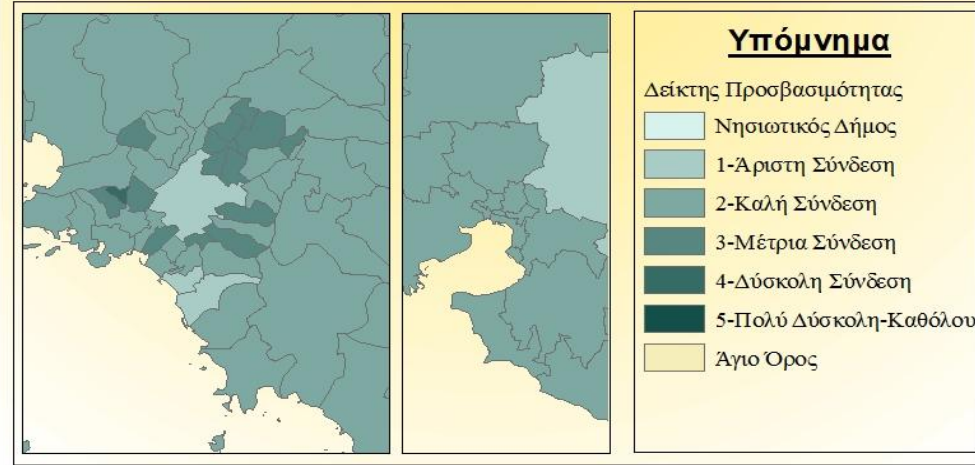 Υπόμνημα
Δείκτης Προσβασιμότητας
Νησιωτικός Δήμος
1-Άριστη Σύνδεση
2-Καλή Σύνδεση
3-Μέτρια Σύνδεση
4-Δύσκολη Σύνδεση
5-Πολύ Δύσκολη-Καθόλου
Άγιο Όρος